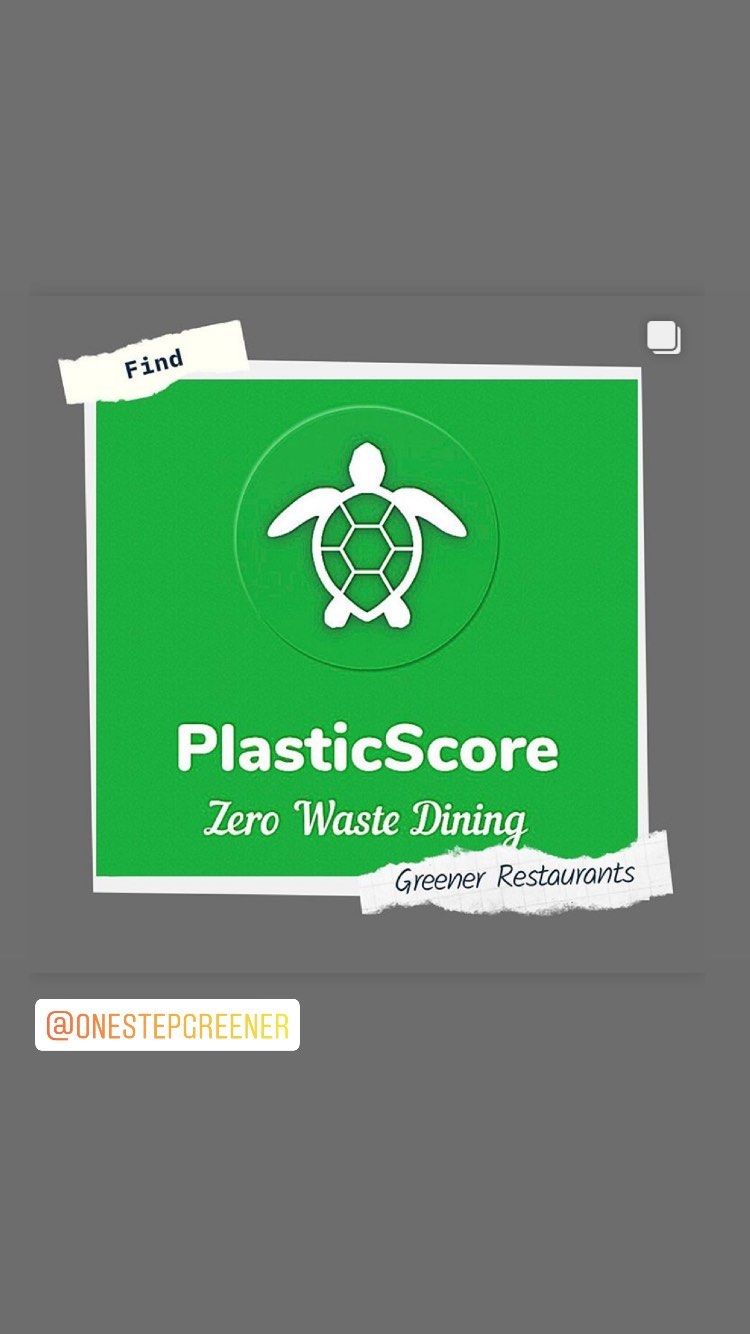 Find
PlasticScore
Zero Waste Dining
Greener Restaurants
@ONESTEPGREENER